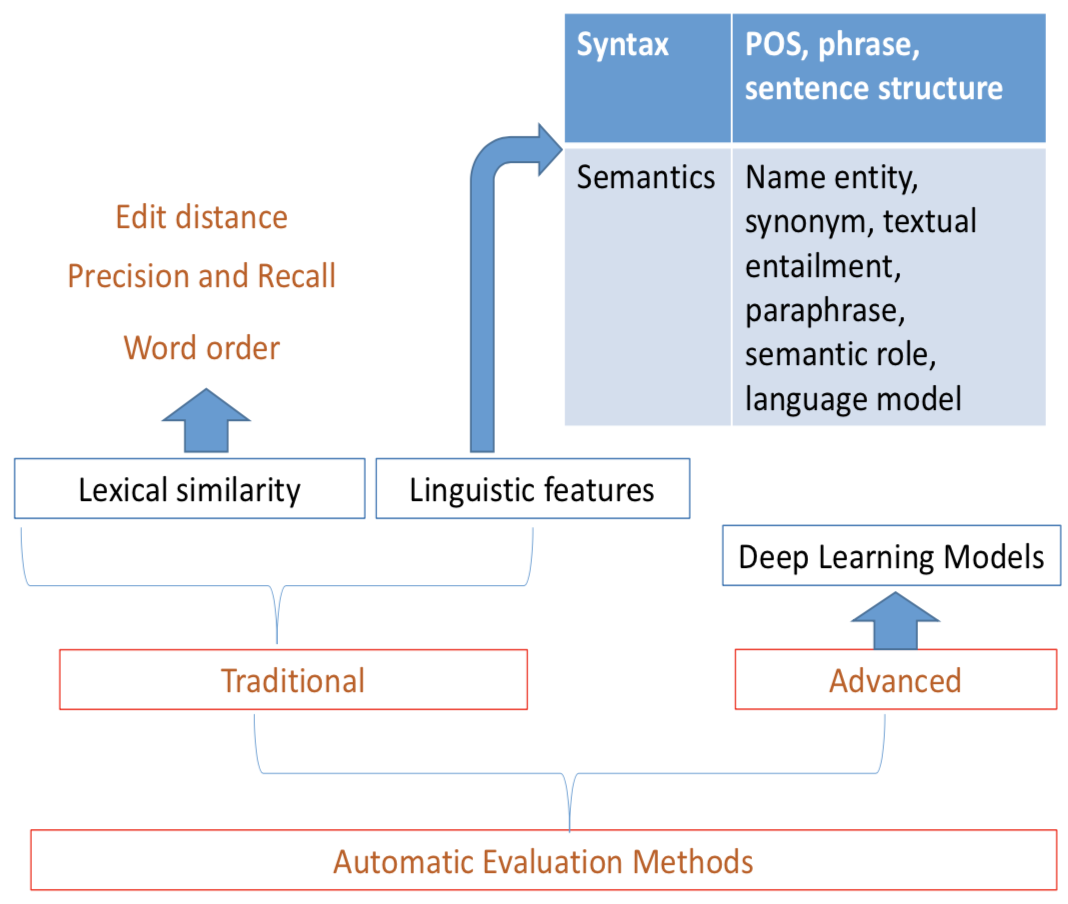 Syntax
POS, phrase,
sentence structure
Semantics
Name entity,
synonym, textual
entailment,
paraphrase,
semantic role,
language model
Edit distance
Precision and Recall
Word order
Lexical similarity
Linguistic features
Deep Learning Models
Traditional
Advanced
Automatic Evaluation Methods